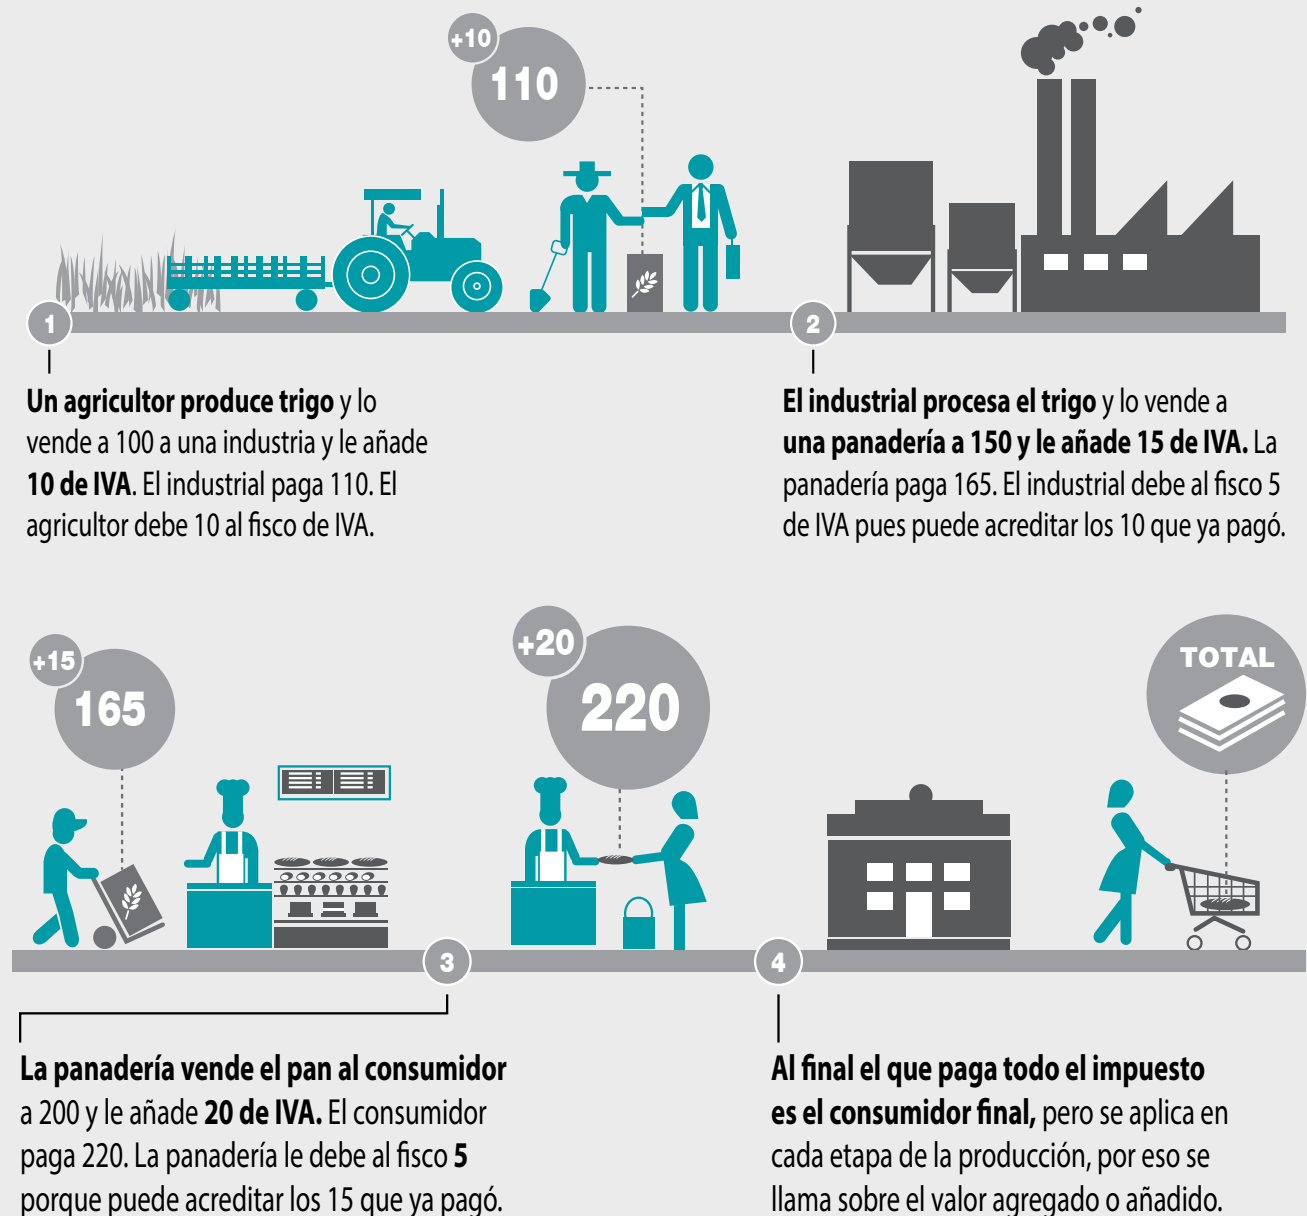 +10
110
1
2
Un agricultor produce trigo y lo
vende a 100 a una industria y le añade
10 de IVA. El industrial paga 110. El
agricultor debe 10 al fisco de IVA.
El industrial procesa el trigo y lo vende a
una panadería a 150 y le añade 15 de IVA. La
panadería paga 165. El industrial debe al fisco 5
de IVA pues puede acreditar los 10 que ya pagó.
+15
165
+20
220
TOTAL
3
4
La panadería vende el pan al consumidor
a 200 y le añade 20 de IVA. El consumidor
paga 220. La panadería le debe al fisco 5
porque puede acreditar los 15 que ya pagó.
Al final el que paga todo el impuesto
es el consumidor final, pero se aplica en
cada etapa de la producción, por eso se
llama sobre el valor agregado o añadido.